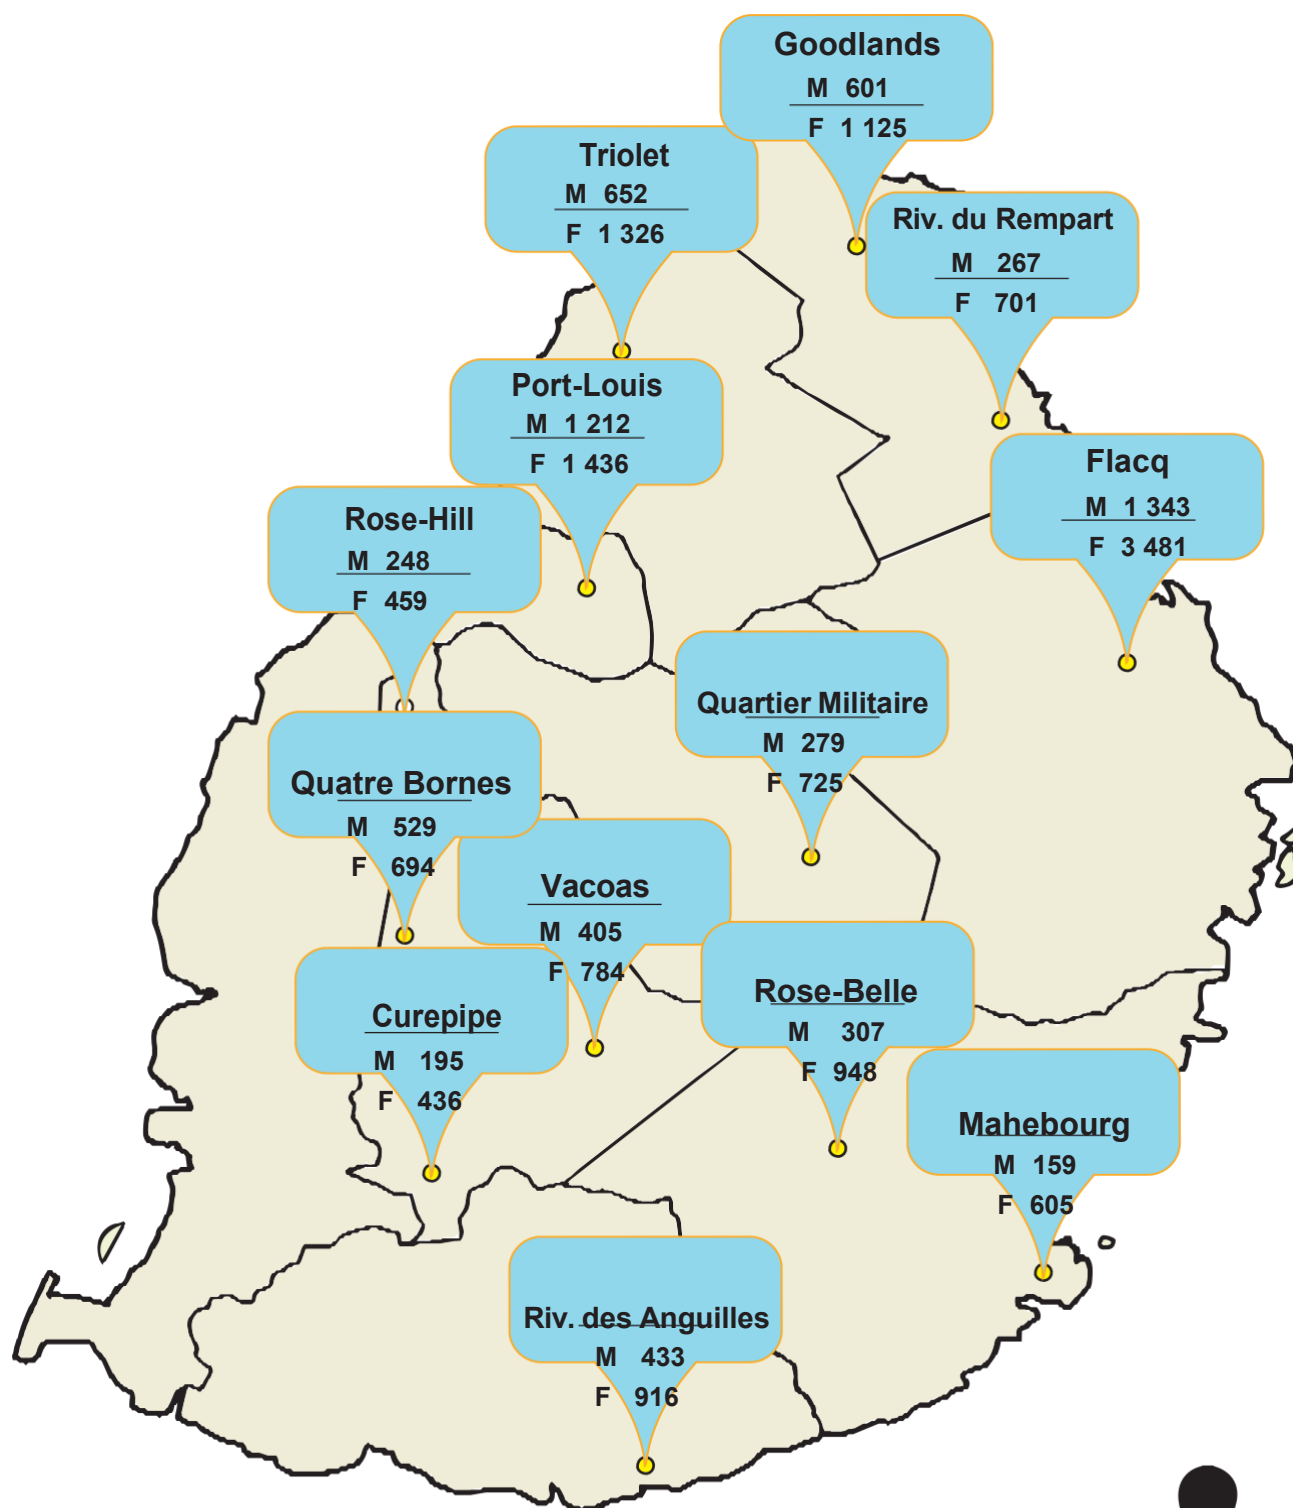 Goodlands
M 601
F 1 125
Triolet
M 652
F 1 326
Riv. du Rempart
M 267
F 701
Port-Louis
M 1 212
F 1 436
Flacq
M 1 343
F 3 481
Rose-Hill
M 248
F 459
Quartier Militaire
M 279
F 725
Quatre Bornes
M 529
F 694
Vacoas
M 405
F 784
Rose-Belle
M 307
F 948
Curepipe
M 195
F 436
Mahebourg
M 159
F 605
Riv. des Anguilles
M 433
F 916